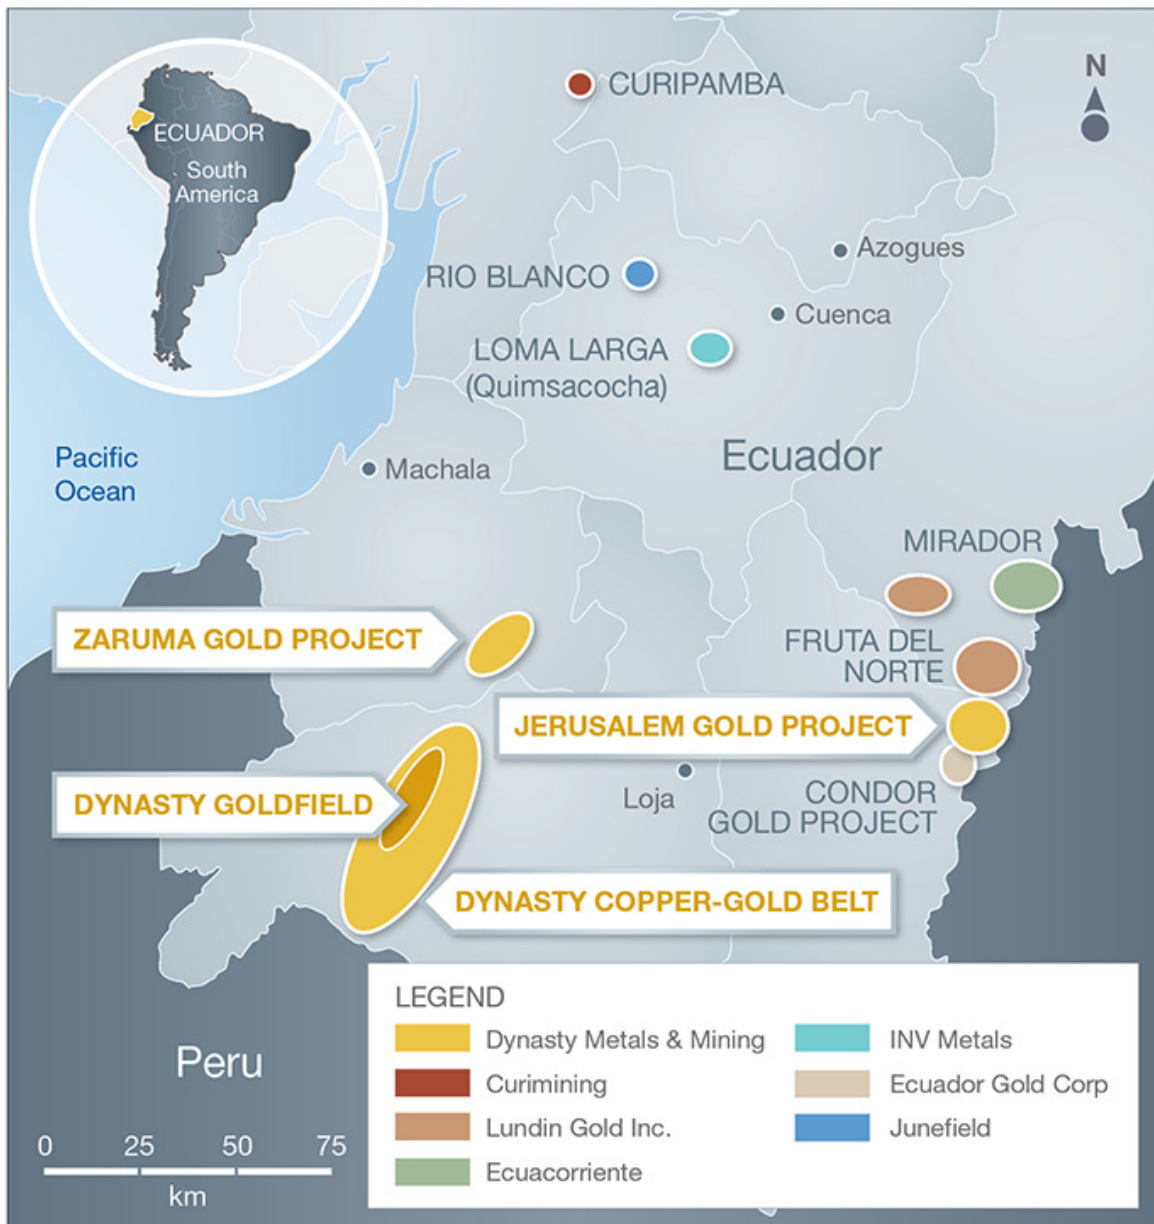 CURIPAMBA
N
ECUADOR
South
America
Azogues
RIO BLANCO
Cuenca
LOMA LARGA
(Quimsacocha)
Ecuador
Pacific
Ocean
Machala
MIRADOR
ZARUMA GOLD PROJECT
FRUTA DEL
NORTE
JERUSALEM GOLD PROJECT
DYNASTY GOLDFIELD
Loja
CONDOR
GOLD PROJECT
DYNASTY COPPER-GOLD BELT
Peru
0 25 50 75
km
LEGEND
Dynasty Metals & Mining
Curimining
Lundin Gold Inc.
Ecuacorriente
INV Metals
Ecuador Gold Corp
Junefield